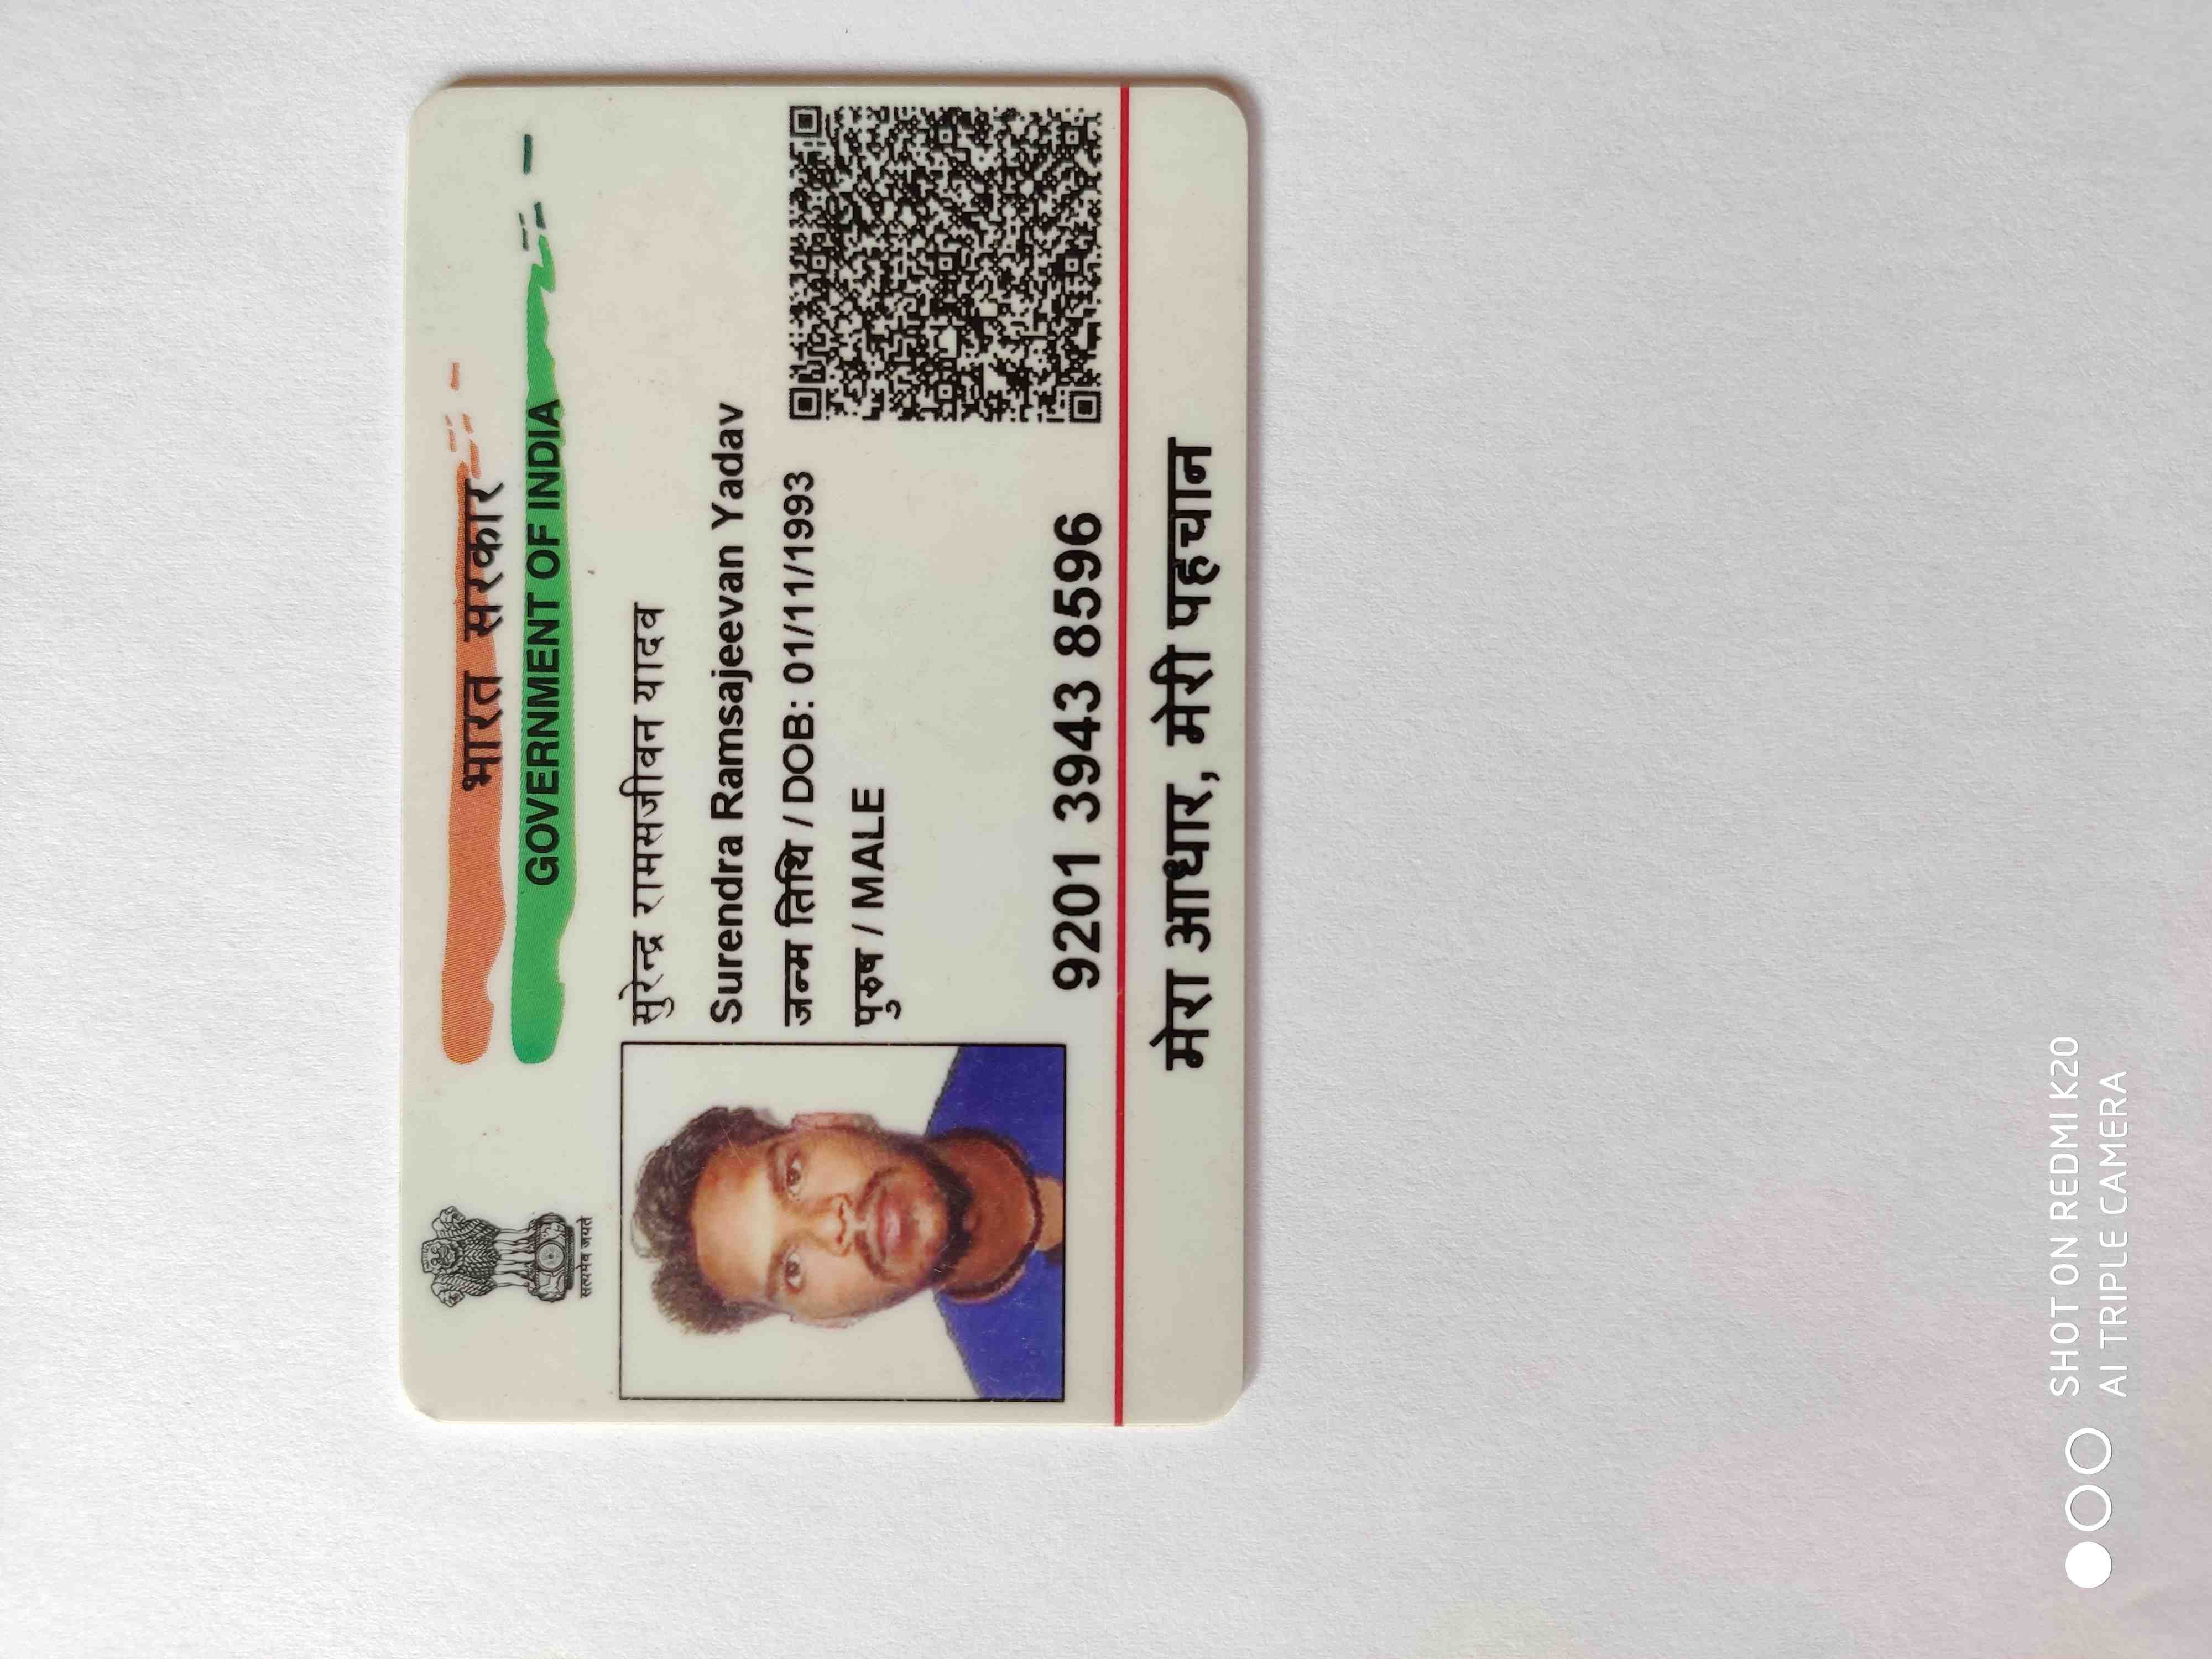 भारत सरकार
GOVERNMENT OF INDIA
सत्यमेव जयते
सुरेन्द्र रामसजीवन यादव
Surendra Ramsajeevan Yadav
जन्म तिथि / DOB: 01/11/1993
पुरुष / MALE
9201 3943 8596
मेरा आधार, मेरी पहचान
SHOT ON REDMI K20
AI TRIPLE CAMERA